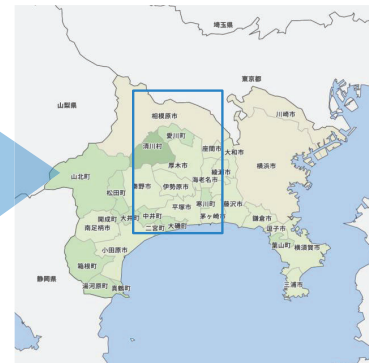 埼玉県
東京都
山梨県
川崎市
相模原市
愛川町
清川村
座間市
大和市
横浜市
厚木市
綾瀬市
海老名市
山北町
秦野市
伊勢原市
松田町
寒川町
藤沢市
平塚市
開成町
大井町
中井町
茅ヶ崎市
鎌倉市
南足柄市
大磯町
二宮町
逗子市
葉山町
横須賀市
小田原市
箱根町
三浦市
静岡県
湯河原町
真鶴町